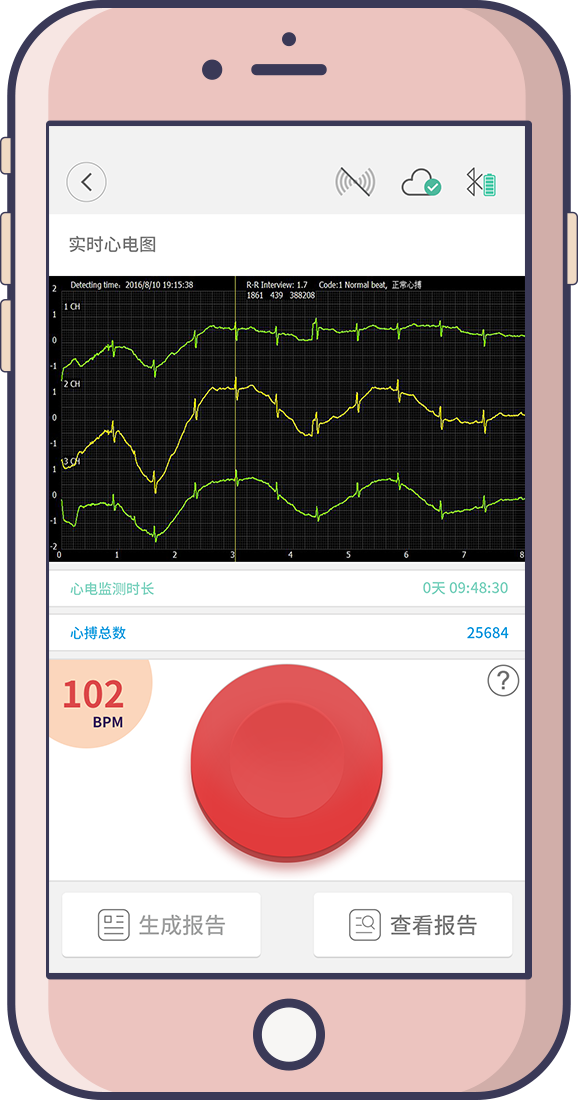 实时心电图
Detecting time: 2016/8/10 19:15:38
R-R Interview: 1.7 Code:1 Normal beat, 正常心搏
1861 439 388208
2
1 CH
1
0
-1
2 CH
1
0
-1
3 CH
1
0
-1
-2
0 1 2 3 4 5 6 7 8
心电监测时长 0天 09:48:30
心搏总数 25684
102
BPM
?
生成报告 查看报告